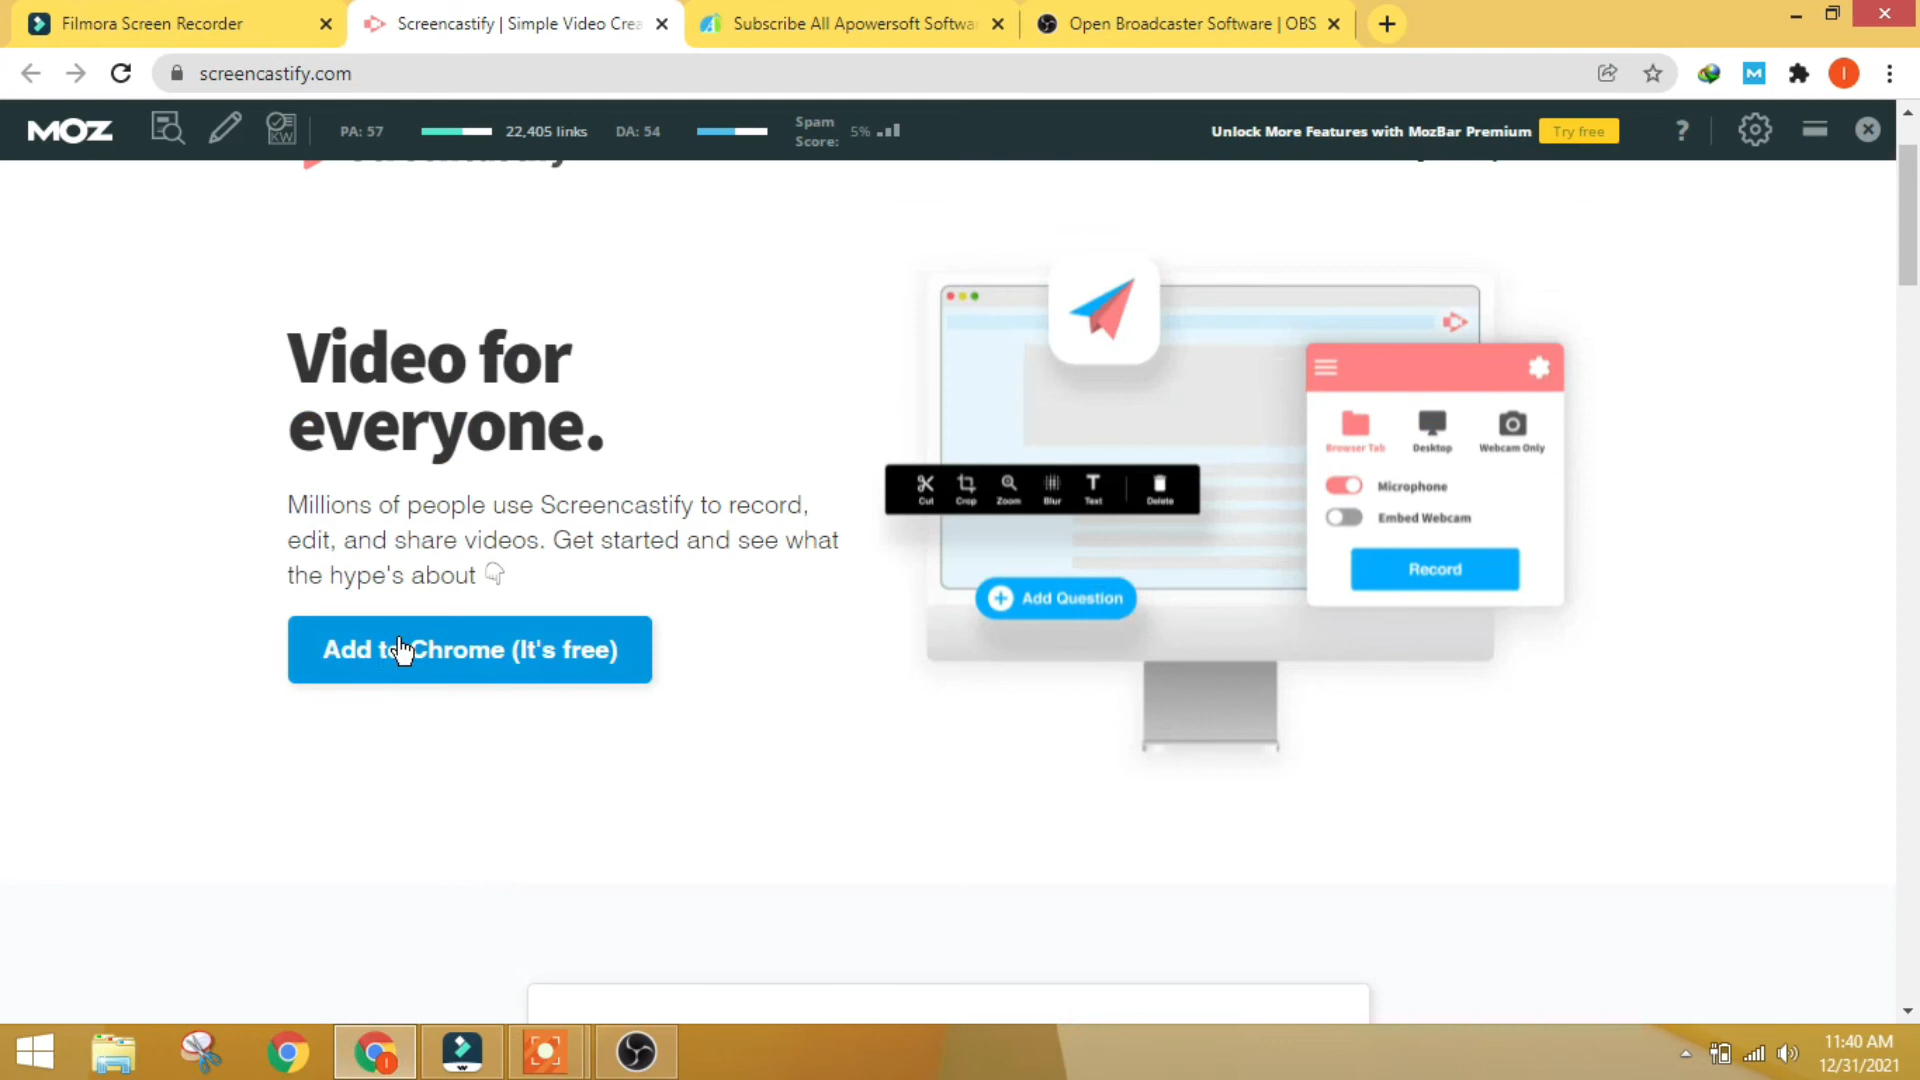 Filmora Screen Recorder
Screencastify | Simple Video Crea
Subscribe All Apowersoft Softwa
Open Broadcaster Software | OBS
screencastify.com
MOZ
KW
PA: 57
22,405 links
DA: 54
Spam
Score:
5%
Unlock More Features with MozBar Premium
Try free
?
Video for
everyone.
Millions of people use Screencastify to record,
edit, and share videos. Get started and see what
the hype's about
Add to Chrome (It's free)
Browser Tab
Desktop
Webcam Only
Microphone
Embed Webcam
Record
Cut
Crop
Zoom
Blur
Text
Delete
Add Question
11:40 AM
12/31/2021